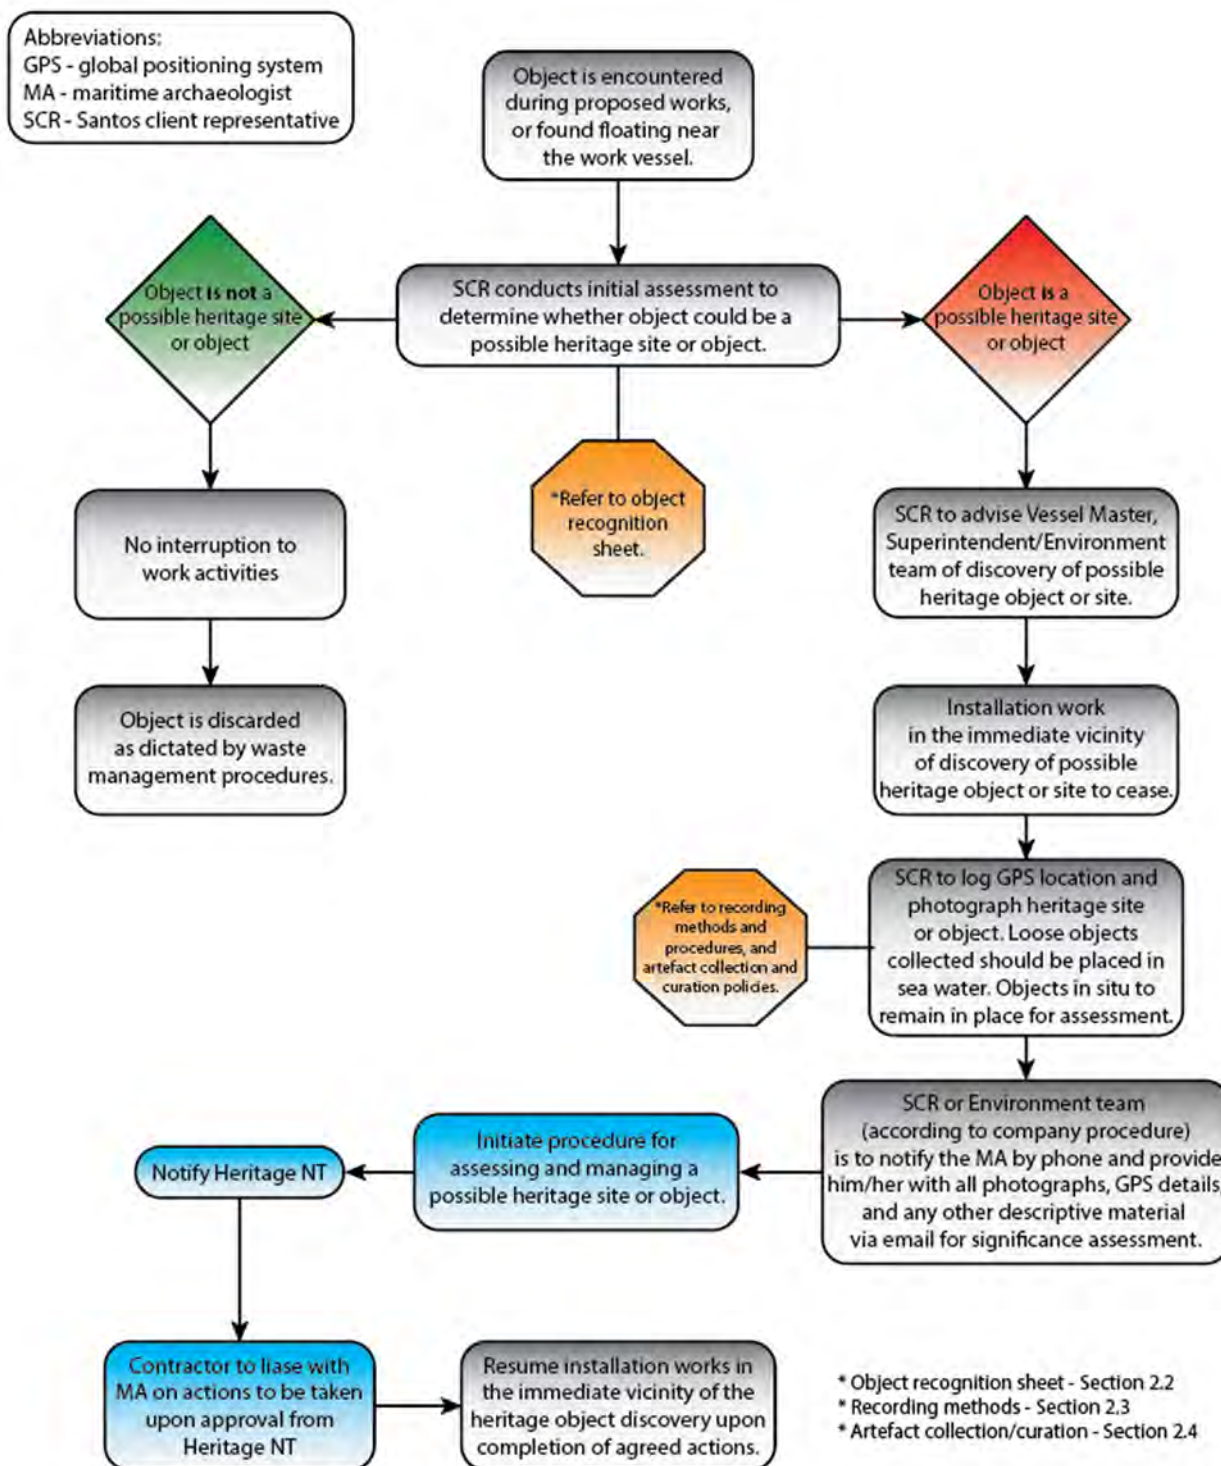 Abbreviations:
GPS - global positioning system
MA - maritime archaeologist
SCR - Santos client representative
Object is encountered
during proposed works,
or found floating near
the work vessel.
Object is not a
possible heritage site
or object
SCR conducts initial assessment to
determine whether object could be a
possible heritage site or object.
Object is a
possible heritage site
or object
No interruption to
work activities
*Refer to object
recognition
sheet.
SCR to advise Vessel Master,
Superintendent/Environment
team of discovery of possible
heritage object or site.
Object is discarded
as dictated by waste
management procedures.
Installation work
in the immediate vicinity
of discovery of possible
heritage object or site to cease.
*Refer to recording
methods and
procedures, and
artefact collection and
curation policies.
SCR to log GPS location and
photograph heritage site
or object. Loose objects
collected should be placed in
sea water. Objects in situ to
remain in place for assessment.
SCR or Environment team
(according to company procedure)
is to notify the MA by phone and provide
him/her with all photographs, GPS details
and any other descriptive material
via email for significance assessment.
Initiate procedure for
assessing and managing a
possible heritage site or object.
Notify Heritage NT
Contractor to liase with
MA on actions to be taken
upon approval from
Heritage NT
Resume installation works in
the immediate vicinity of the
heritage object discovery upon
completion of agreed actions.
* Object recognition sheet - Section 2.2
* Recording methods - Section 2.3
* Artefact collection/curation - Section 2.4